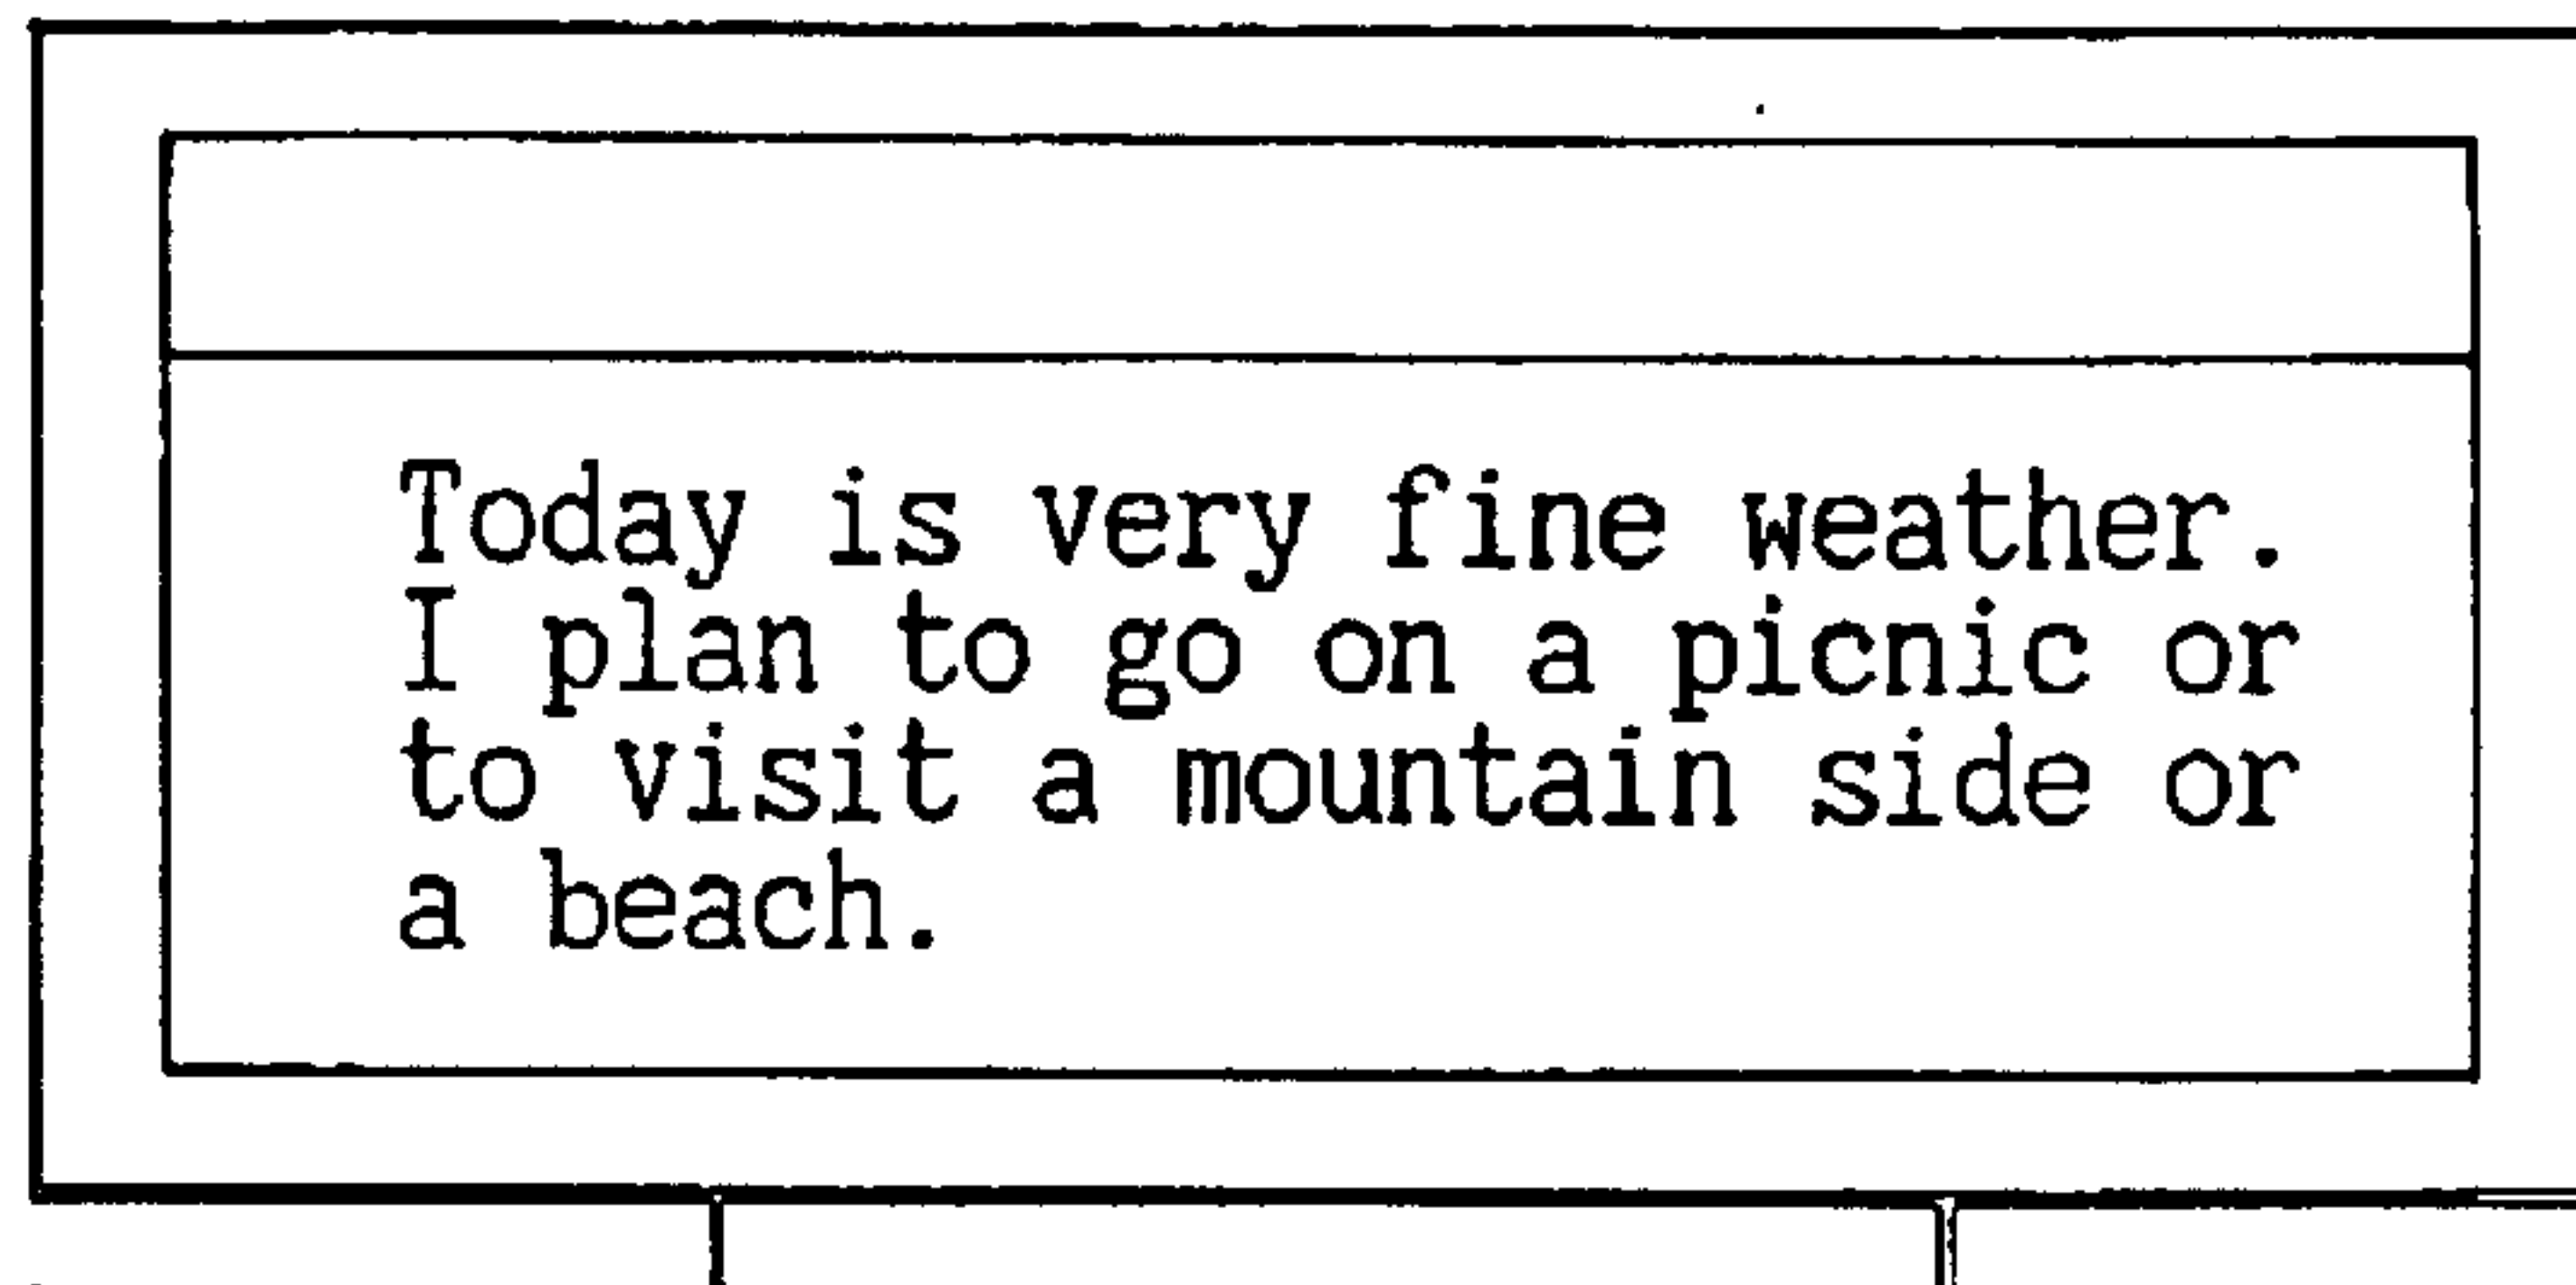 Today is very fine weather.
I plan to go on a picnic or
to visit a mountain side or
a beach.